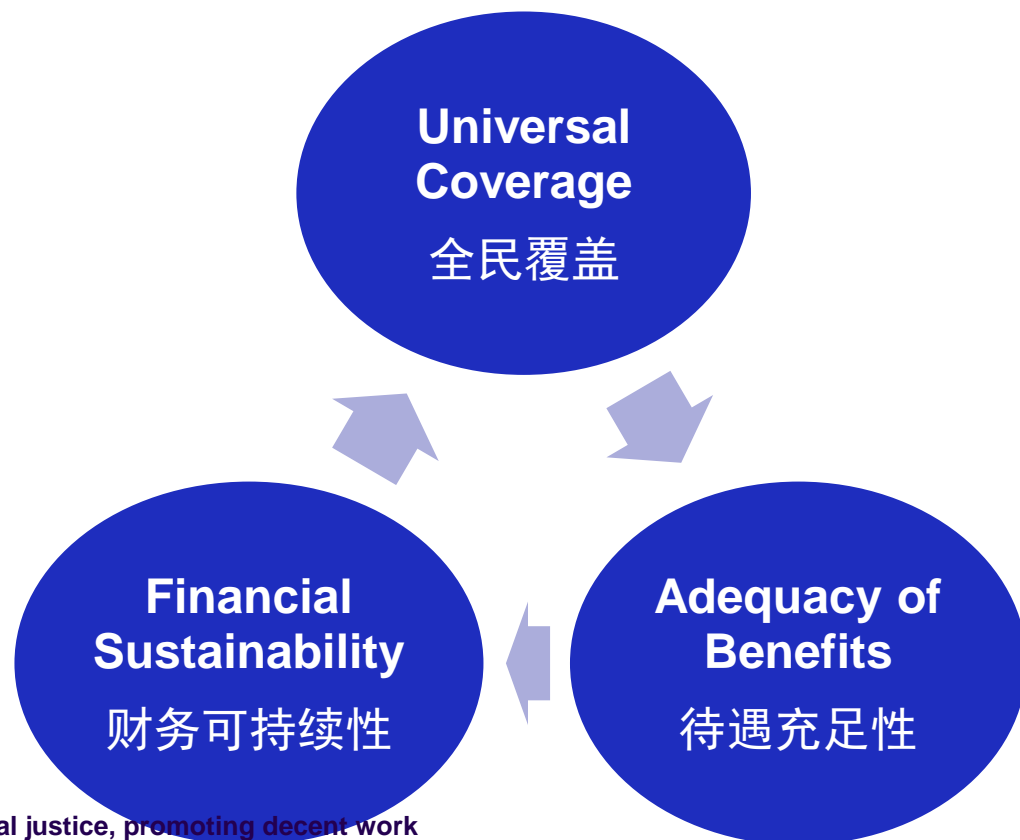 Universal
Coverage
全民覆盖
Financial
Sustainability
财务可持续性
Adequacy of
Benefits
待遇充足性
al justice, promoting decent work